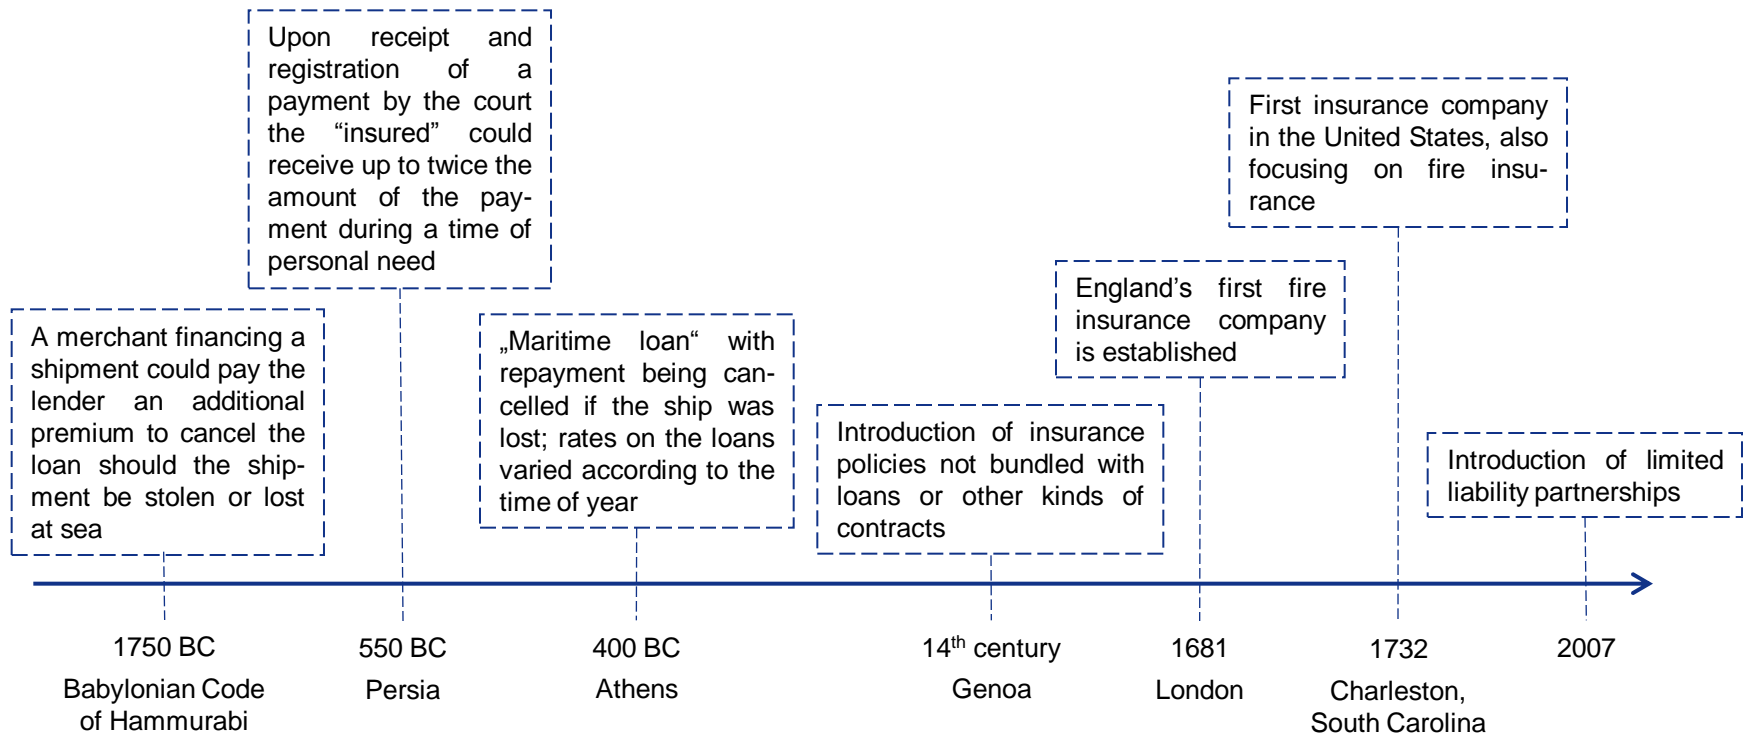 Upon receipt and
registration of a
payment by the court
the “insured” could
receive up to twice the
amount of the pay-
ment during a time of
personal need
First insurance company
in the United States, also
focusing on fire insu-
rance
England’s first fire
insurance company
is established
A merchant financing a
shipment could pay the
lender an additional
premium to cancel the
loan should the ship-
ment be stolen or lost
at sea
„Maritime loan“ with
repayment being can-
celled if the ship was
lost; rates on the loans
varied according to the
time of year
Introduction of insurance
policies not bundled with
loans or other kinds of
contracts
Introduction of limited
liability partnerships
1750 BC
Babylonian Code
of Hammurabi
550 BC
Persia
400 BC
Athens
14th century
Genoa
1681
London
1732
Charleston,
South Carolina
2007